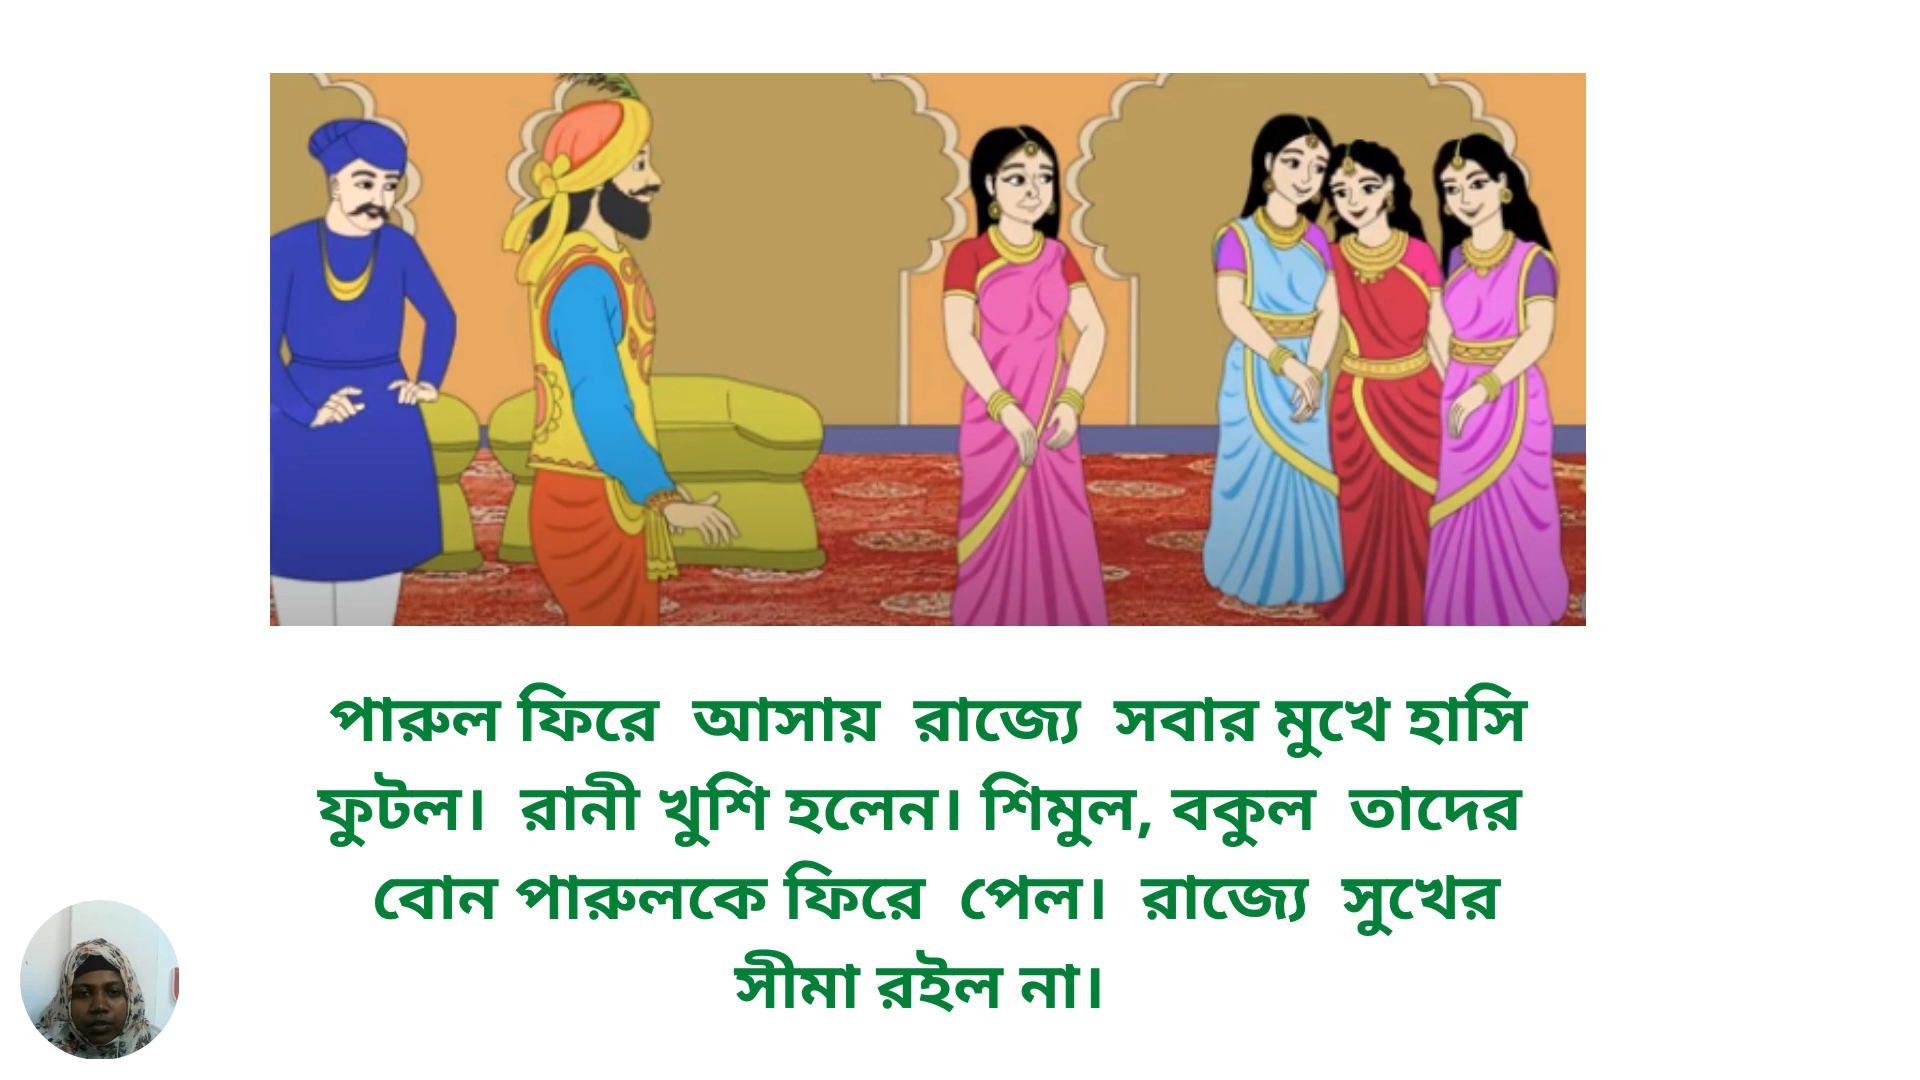 পারুল ফিরে আসায় রাজ্যে সবার মুখে হাসি
ফুটল। রানী খুশি হলেন। শিমুল, বকুল তাদের
বোন পারুলকে ফিরে পেল। রাজ্যে সুখের
সীমা রইল না।